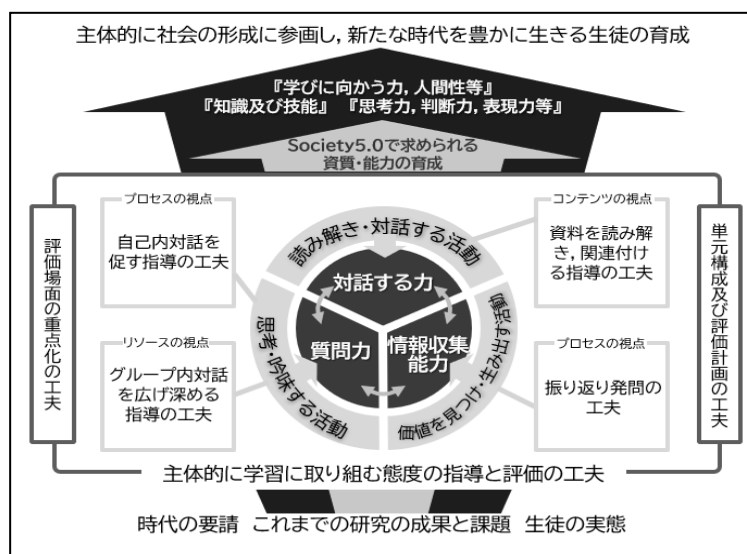 主体的に社会の形成に参画し,新たな時代を豊かに生きる生徒の育成
『学びに向かう力,人間性等』
『知識及び技能』 『思考力,判断力,表現力等』
Society5.0で求められる
資質・能力の育成
評価場面の重点化の工夫
プロセスの視点
自己内対話を
促す指導の工夫
リソースの視点
グループ内対話
を広げ深める
指導の工夫
読み解き・対話する活動
思考・吟味する活動
価値を見つけ・生み出す活動
対話する力
質問力
情報収集
能力
コンテンツの視点
資料を読み解
き,関連付け
る指導の工夫
プロセスの視点
振り返り発問の
工夫
単元構成及び評価計画の工夫
主体的に学習に取り組む態度の指導と評価の工夫
時代の要請 これまでの研究の成果と課題 生徒の実態